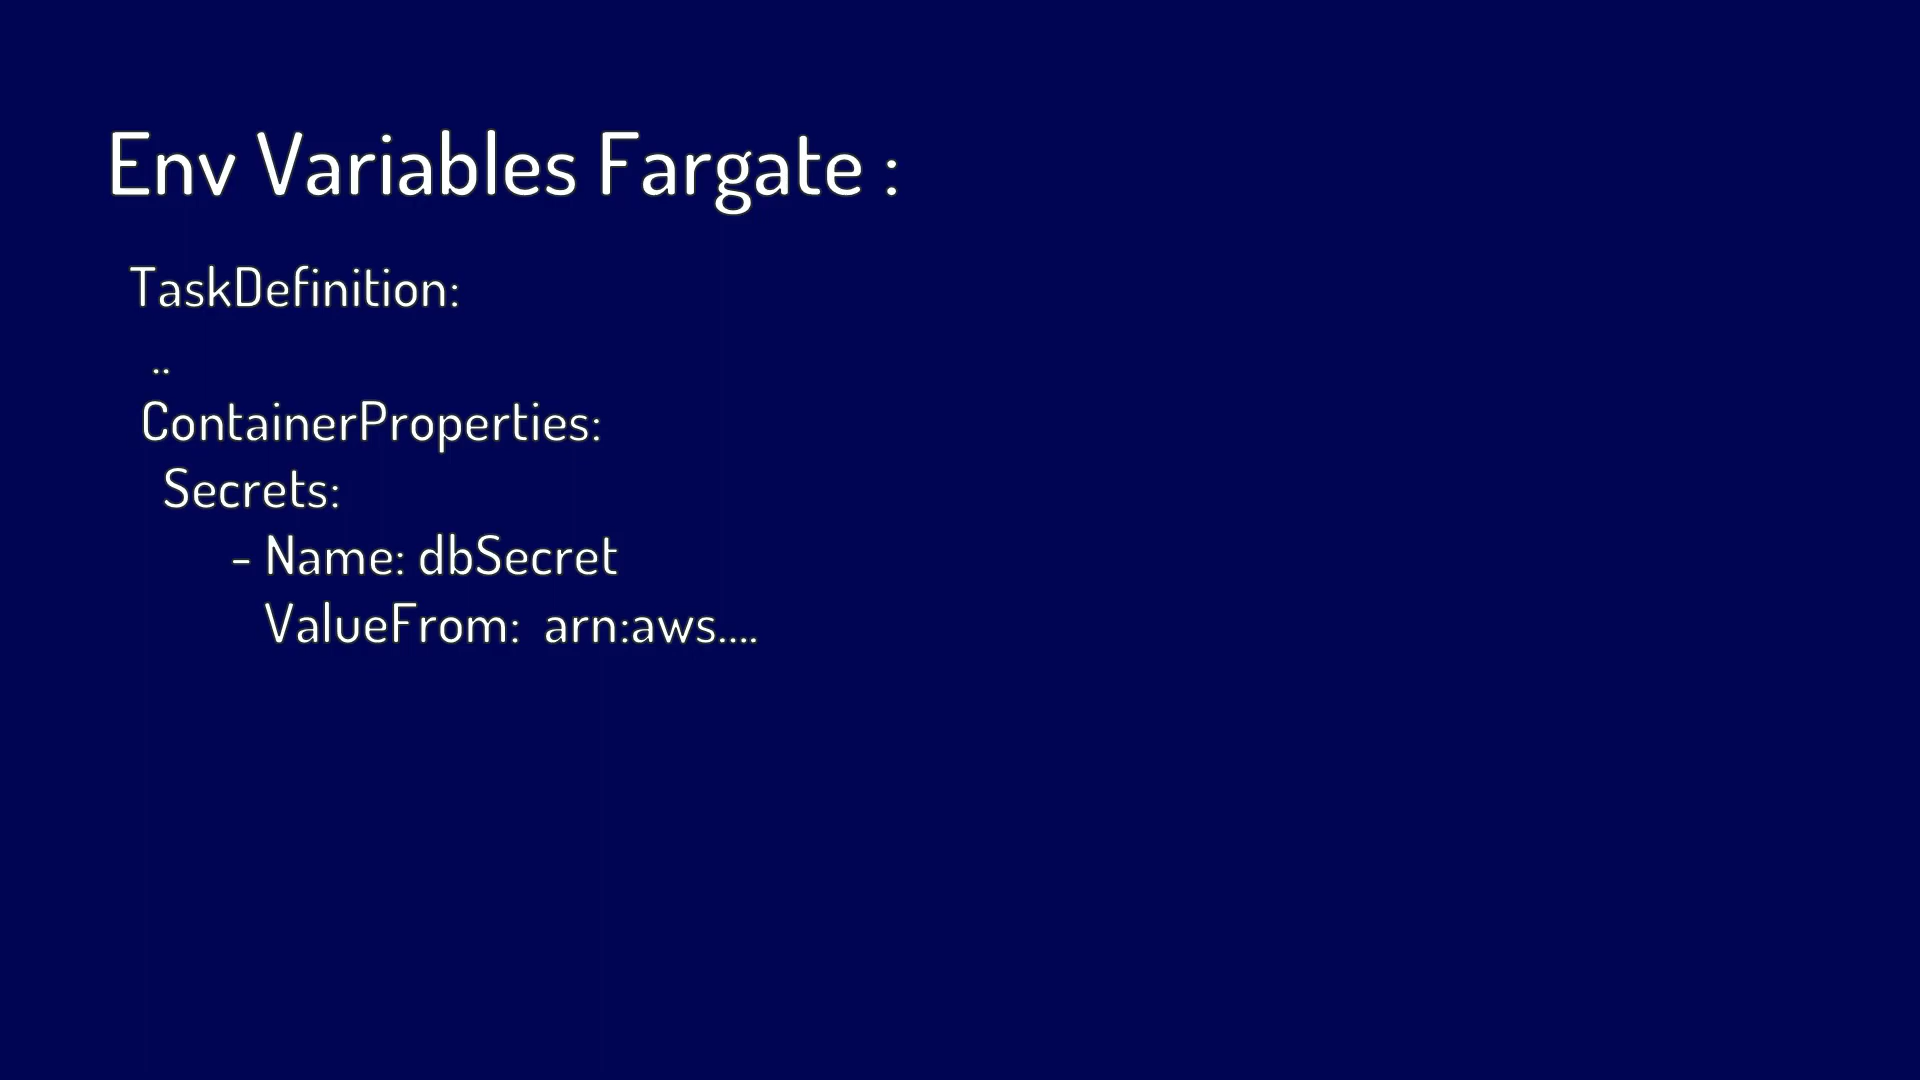 Env Variables Fargate :
TaskDefinition:
..
ContainerProperties:
Secrets:
- Name: dbSecret
ValueFrom:  arn:aws....